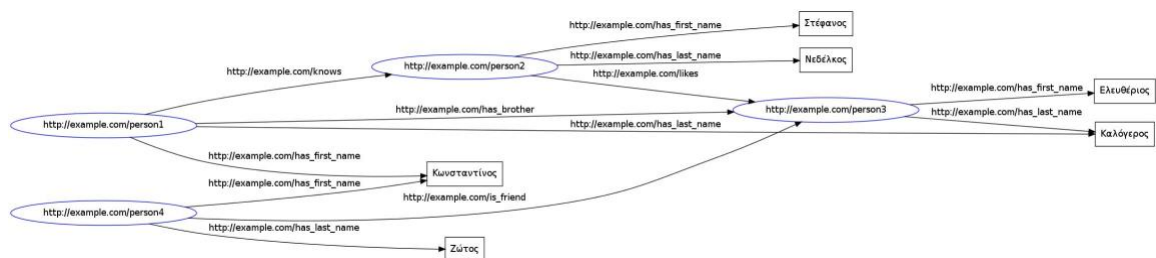 http://example.com/has_first_name
Στέφανος
http://example.com/has_last_name
Νεδέλκος
http://example.com/person2
http://example.com/knows
http://example.com/likes
http://example.com/has_first_name
Ελευθέριος
http://example.com/has_brother
http://example.com/person3
http://example.com/has_last_name
http://example.com/person1
http://example.com/has_last_name
Καλόγερος
http://example.com/has_first_name
Κωνσταντίνος
http://example.com/has_first_name
http://example.com/is_friend
http://example.com/person4
http://example.com/has_last_name
Ζώτος